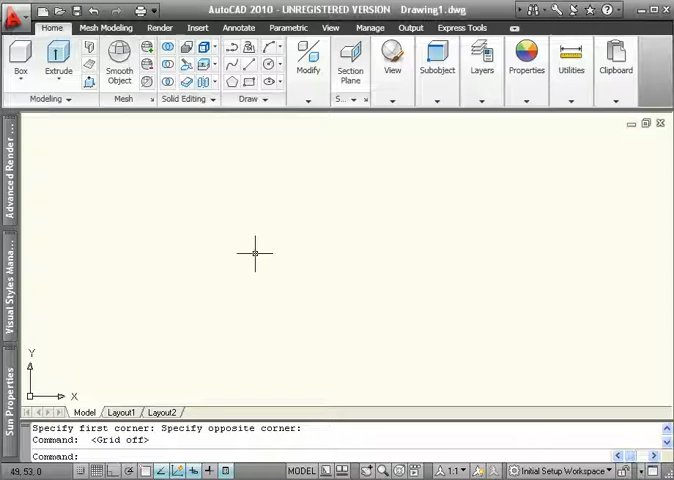 AutoCAD 2010 - UNREGISTERED VERSION Drawing1.dwg
Home Mesh Modeling Render Insert View Manage Parametric Output Express Tools
Box Extrude Smooth Object Modify Section Plane View Subobject Layers Properties Utilities Clipboard
Modeling Mesh Solid Editing Draw S...
Advanced Render ...
Visual Styles Mana...
Sun Properties
Y
X
Model Layout1 Layout2
Specify first corner: Specify opposite corner:
Command: <Grid off>
Command:
49, 53, 0 MODEL 1:1 Initial Setup Workspace